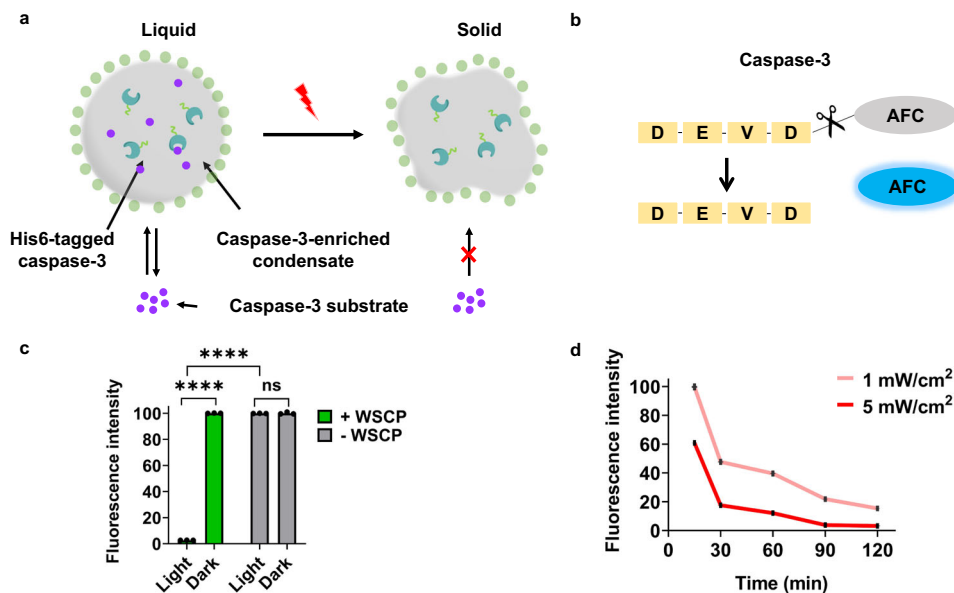 a
Liquid
Solid
His6-tagged
caspase-3
Caspase-3-enriched
condensate
Caspase-3 substrate
b
Caspase-3
D - E - V - D
AFC
AFC
D - E - V - D
c
Fluorescence intensity
100
80
60
40
20
0
****
****
ns
+ WSCP
- WSCP
Light
Dark
Light
Dark
d
Fluorescence intensity
100
80
60
40
20
0
1 mW/cm²
5 mW/cm²
0 30 60 90 120
Time (min)